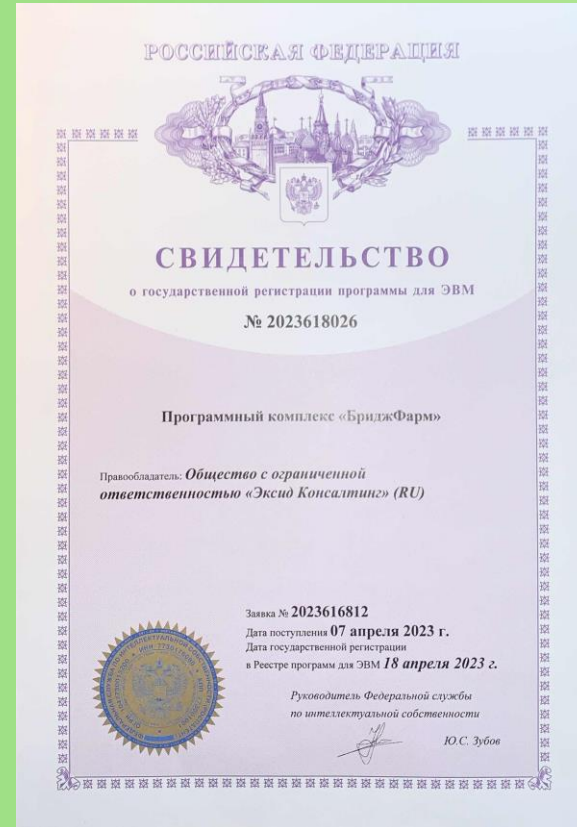 РОССИЙСКАЯ ФЕДЕРАЦИЯ
СВИДЕТЕЛЬСТВО
о государственной регистрации программы для ЭВМ
№ 2023618026
Программный комплекс «БриджФарм»
Правообладатель: Общество с ограниченной
ответственностью «Эксид Консалтинг» (RU)
Заявка № 2023616812
Дата поступления 07 апреля 2023 г.
Дата государственной регистрации
в Реестре программ для ЭВМ 18 апреля 2023 г.
Руководитель Федеральной службы
по интеллектуальной собственности
Ю.С. Зубов